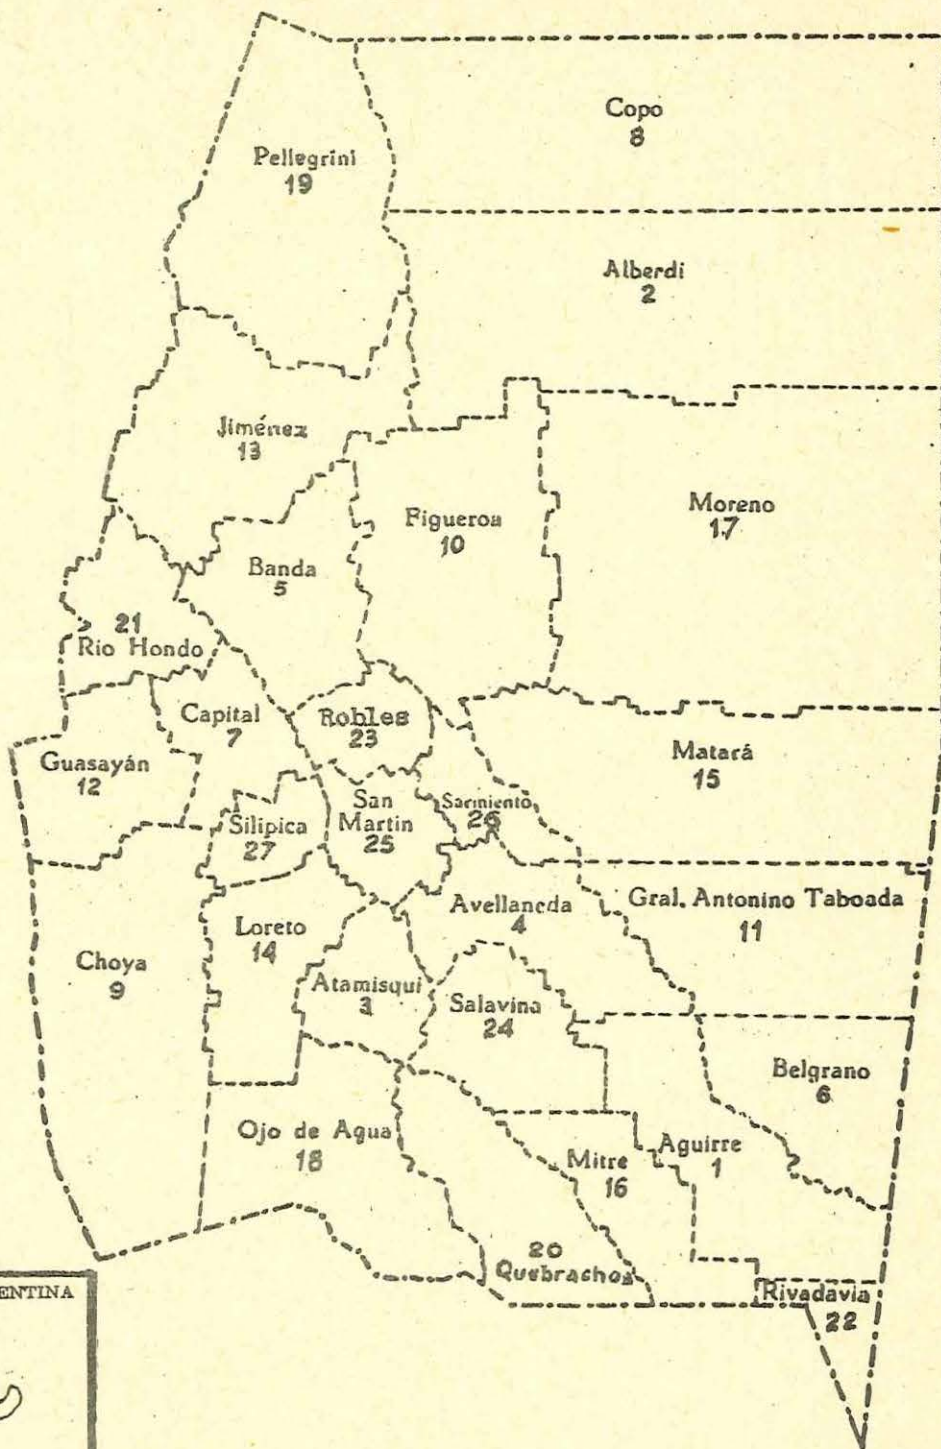 Copo
8
Pellegrini
19
Alberdi
2
Jiménez
13
Moreno
17
Figueroa
10
Banda
5
21
Rio Hondo
Capital
7
Robles
23
Matará
15
Guasayán
12
San
Martin
25
Sarmiento
26
Silipica
27
Avellaneda
4
Gral. Antonino Taboada
11
Loreto
14
Choya
9
Atamisqui
3
Salavina
24
Belgrano
6
Ojo de Agua
18
Mitre
16
Aguirre
1
20
Quebrachos
Rivadavia
22
ENTINA